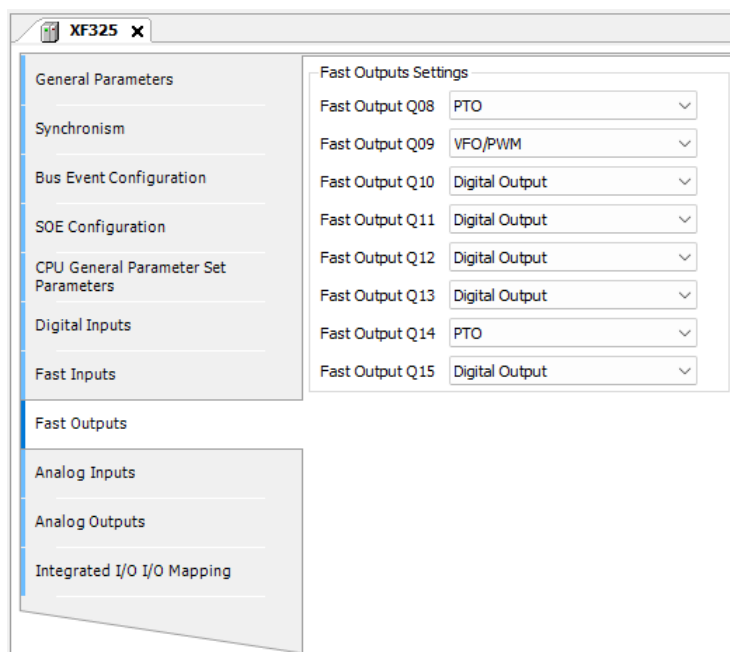 XF325
General Parameters
Synchronism
Bus Event Configuration
SOE Configuration
CPU General Parameter Set
Parameters
Digital Inputs
Fast Inputs
Fast Outputs
Analog Inputs
Analog Outputs
Integrated I/O I/O Mapping
Fast Outputs Settings
Fast Output Q08 PTO
Fast Output Q09 VFO/PWM
Fast Output Q10 Digital Output
Fast Output Q11 Digital Output
Fast Output Q12 Digital Output
Fast Output Q13 Digital Output
Fast Output Q14 PTO
Fast Output Q15 Digital Output